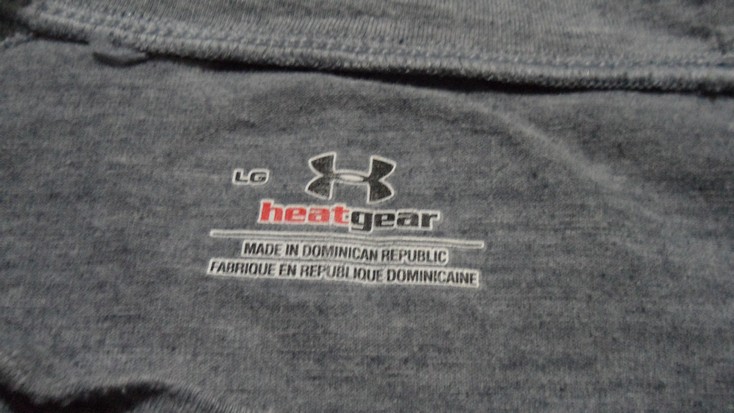 LG
heatgear
MADE IN DOMINICAN REPUBLIC
FABRIQUE EN REPUBLIQUE DOMINICAINE